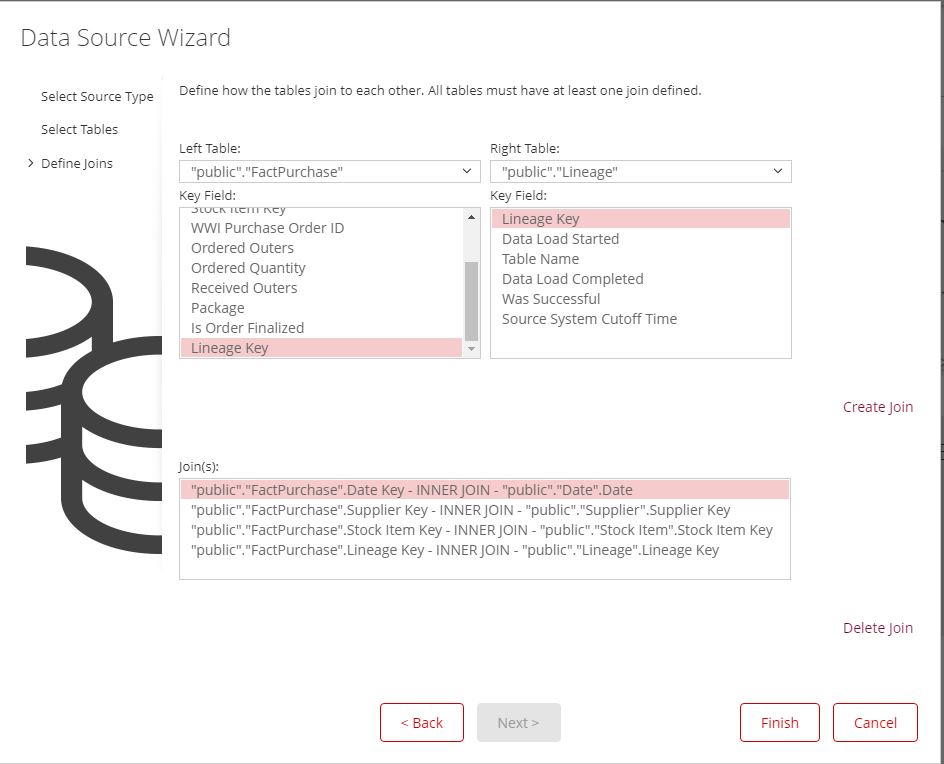 Data Source Wizard
Select Source Type
Select Tables
> Define Joins
Define how the tables join to each other. All tables must have at least one join defined.
Left Table:
"public"."FactPurchase"
Key Field:
Stock Item Key
WWI Purchase Order ID
Ordered Outers
Ordered Quantity
Received Outers
Package
Is Order Finalized
Lineage Key
Right Table:
"public"."Lineage"
Key Field:
Lineage Key
Data Load Started
Table Name
Data Load Completed
Was Successful
Source System Cutoff Time
Create Join
Join(s):
"public"."FactPurchase".Date Key - INNER JOIN - "public"."Date".Date
"public"."FactPurchase".Supplier Key - INNER JOIN - "public"."Supplier".Supplier Key
"public"."FactPurchase".Stock Item Key - INNER JOIN - "public"."Stock Item".Stock Item Key
"public"."FactPurchase".Lineage Key - INNER JOIN - "public"."Lineage".Lineage Key
Delete Join
< Back
Next >
Finish
Cancel